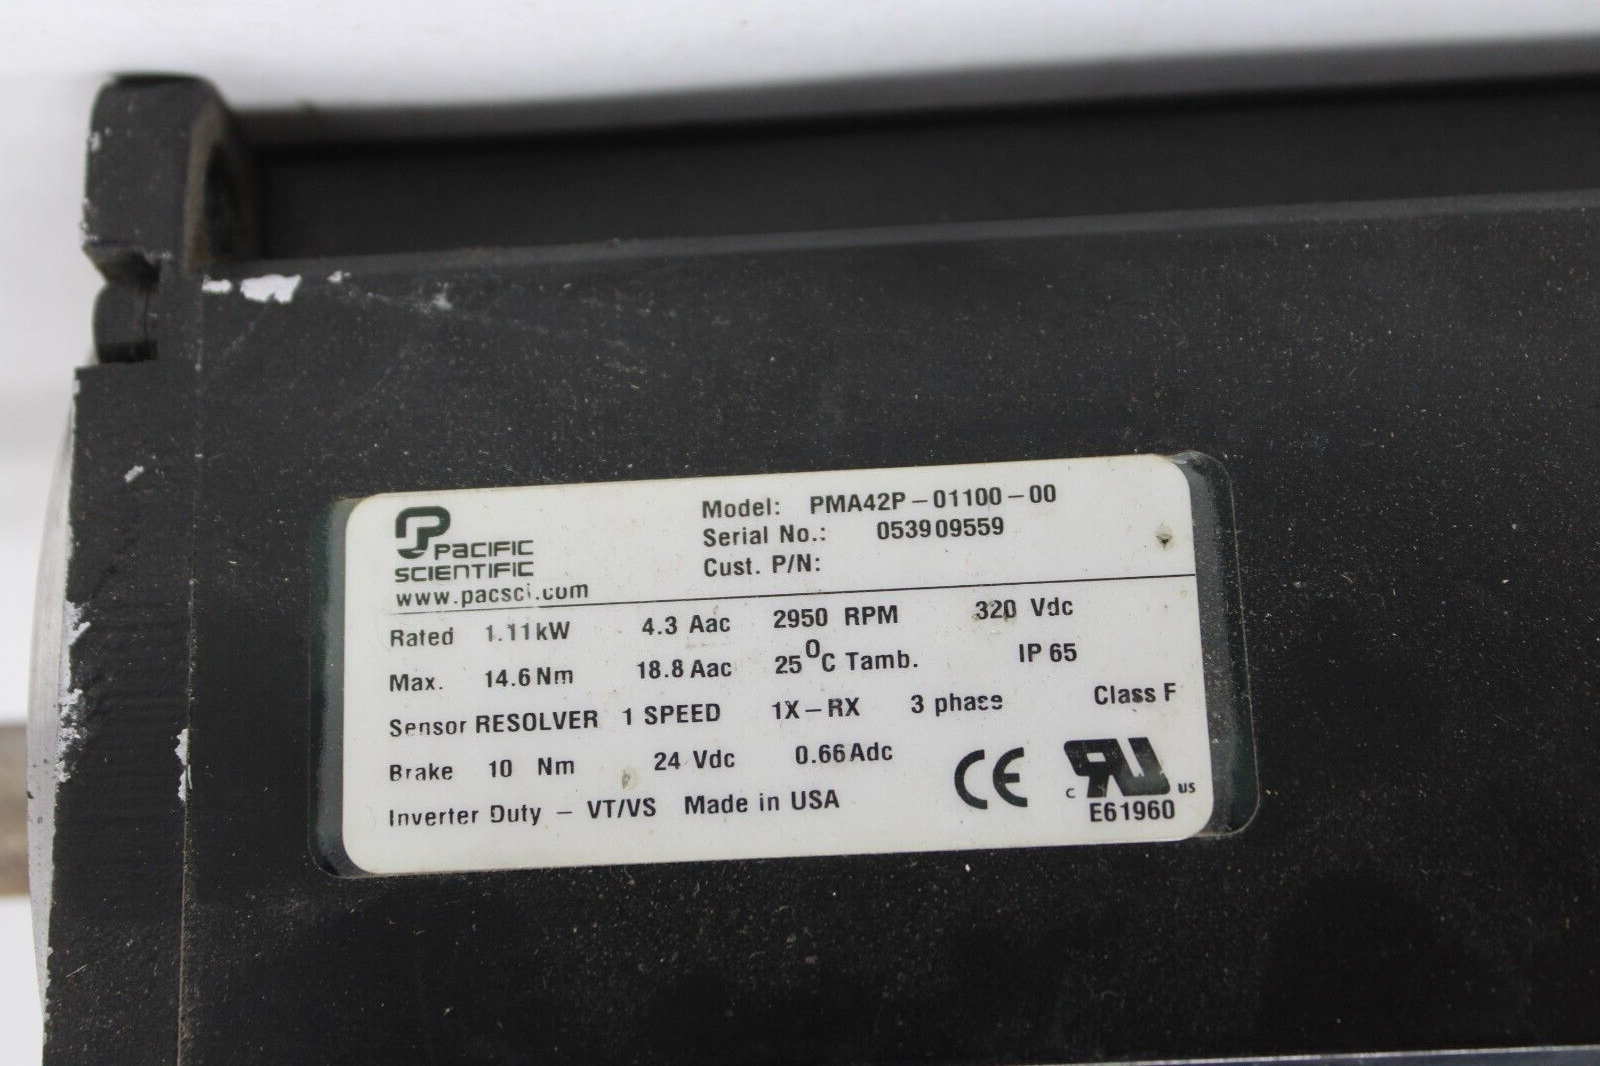 PACIFIC
SCIENTIFIC
www.pacsci.com
Model: PMA42P-01100-00
Serial No.: 053909559
Cust. P/N:
Rated 1.11kW 4.3 Aac 2950 RPM 320 Vdc
Max. 14.6 Nm 18.8 Aac 25°C Tamb. IP 65
Sensor RESOLVER 1 SPEED 1X-RX 3 phase Class F
Brake 10 Nm 24 Vdc 0.66 Adc
Inverter Duty - VT/VS Made in USA
CE
c RU us
E61960